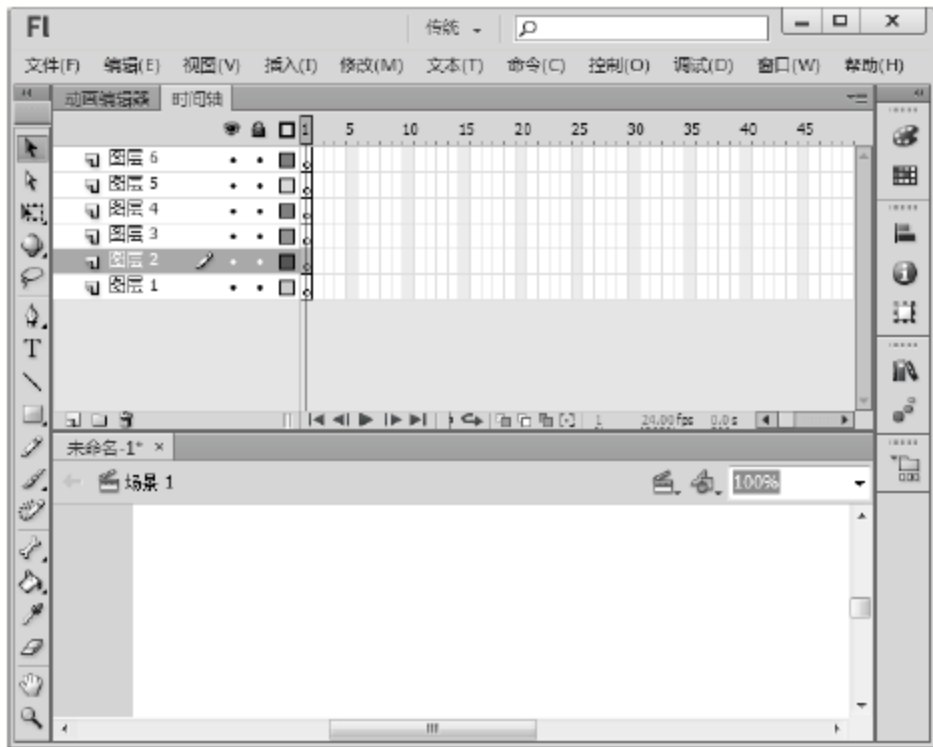 Fl 传统
文件(F) 编辑(E) 视图(V) 插入(I) 修改(M) 文本(T) 命令(C) 控制(O) 调试(D) 窗口(W) 帮助(H)
动画编辑器 时间轴
1 5 10 15 20 25 30 35 40 45
图层 6
图层 5
图层 4
图层 3
图层 2
图层 1
T
1 24.00fps 0.0s
未命名-1* ×
场景 1 100%